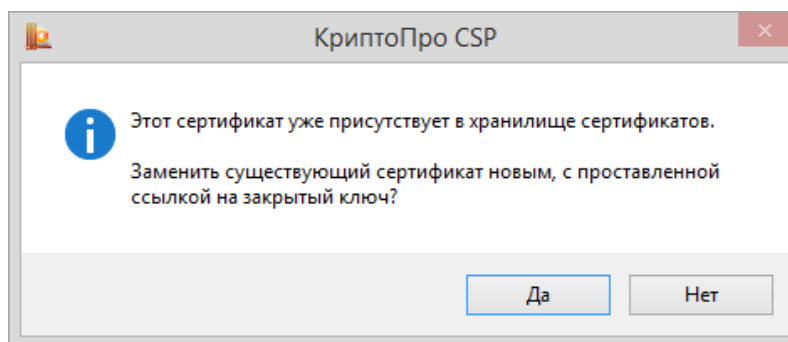 КриптоПро CSP
Этот сертификат уже присутствует в хранилище сертификатов.
Заменить существующий сертификат новым, с проставленной
ссылкой на закрытый ключ?
Да
Нет